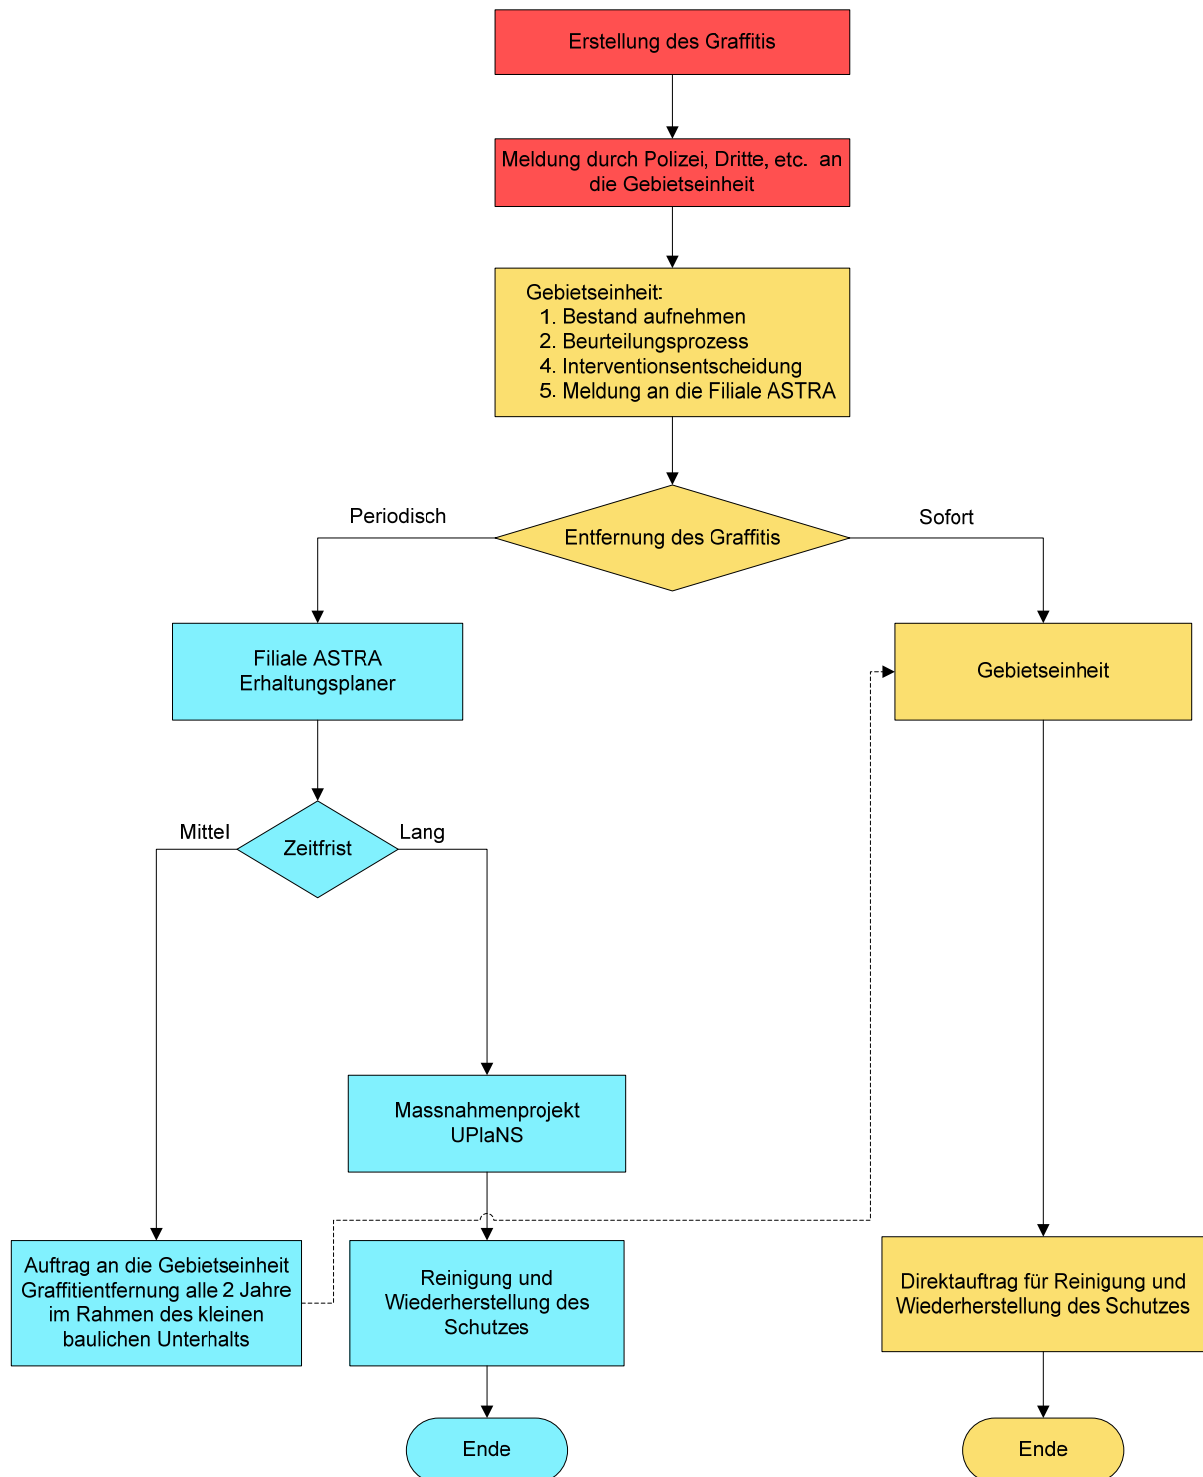 Erstellung des Graffitis
Meldung durch Polizei, Dritte, etc. an
die Gebietseinheit
Gebietseinheit:
1. Bestand aufnehmen
2. Beurteilungsprozess
4. Interventionsentscheidung
5. Meldung an die Filiale ASTRA
Periodisch
Entfernung des Graffitis
Sofort
Filiale ASTRA
Erhaltungsplaner
Gebietseinheit
Mittel
Zeitfrist
Lang
Massnahmenprojekt
UPlaNS
Auftrag an die Gebietseinheit
Graffitientfernung alle 2 Jahre
im Rahmen des kleinen
baulichen Unterhalts
Reinigung und
Wiederherstellung des
Schutzes
Direktauftrag für Reinigung und
Wiederherstellung des Schutzes
Ende
Ende